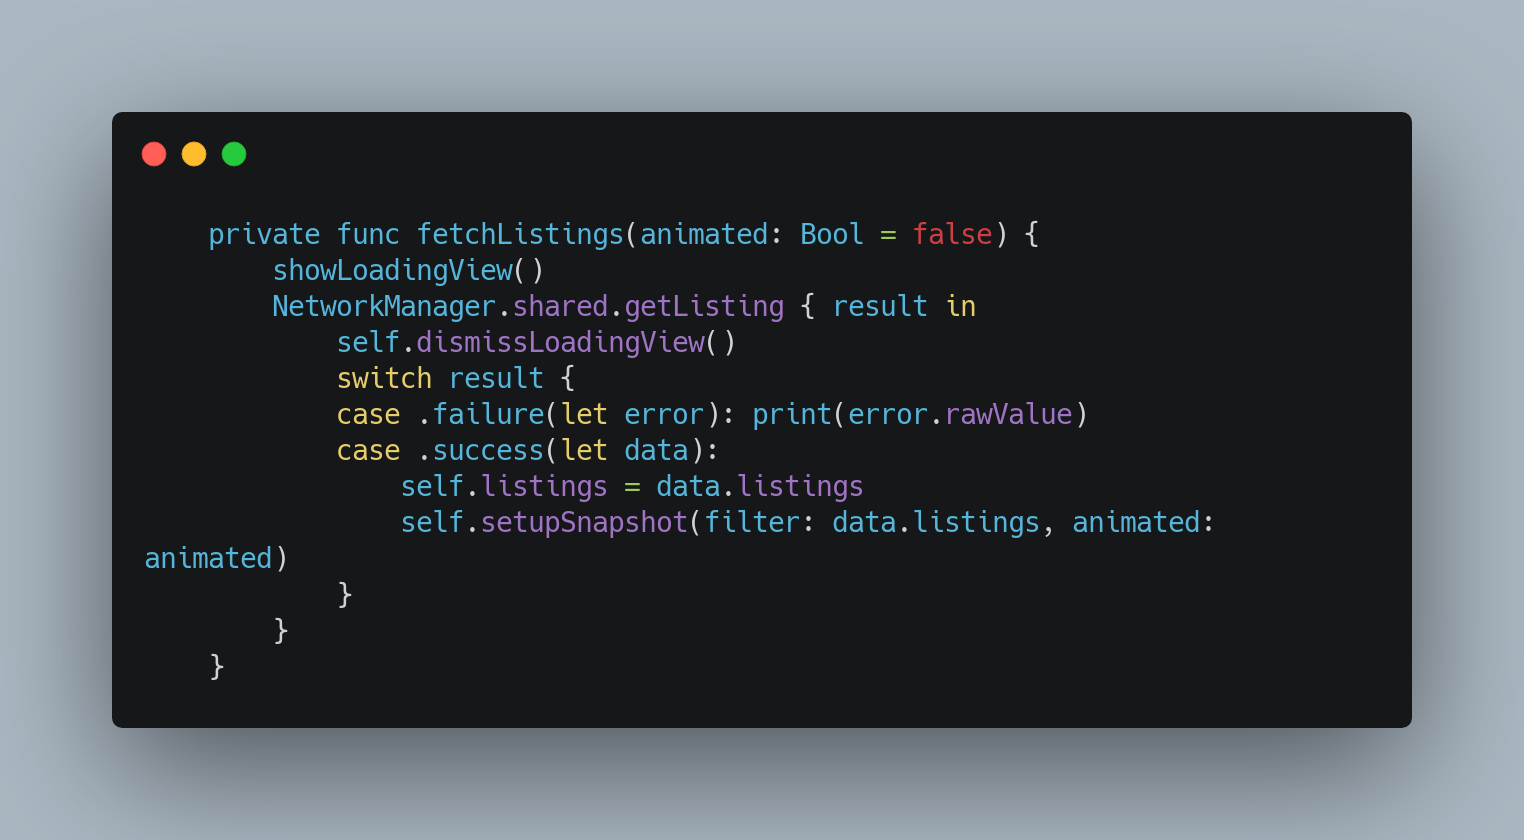 private func fetchListings(animated: Bool = false) {
        showLoadingView()
        NetworkManager.shared.getListing { result in
            self.dismissLoadingView()
            switch result {
            case .failure(let error): print(error.rawValue)
            case .success(let data):
                self.listings = data.listings
                self.setupSnapshot(filter: data.listings, animated:
animated)
            }
        }
    }